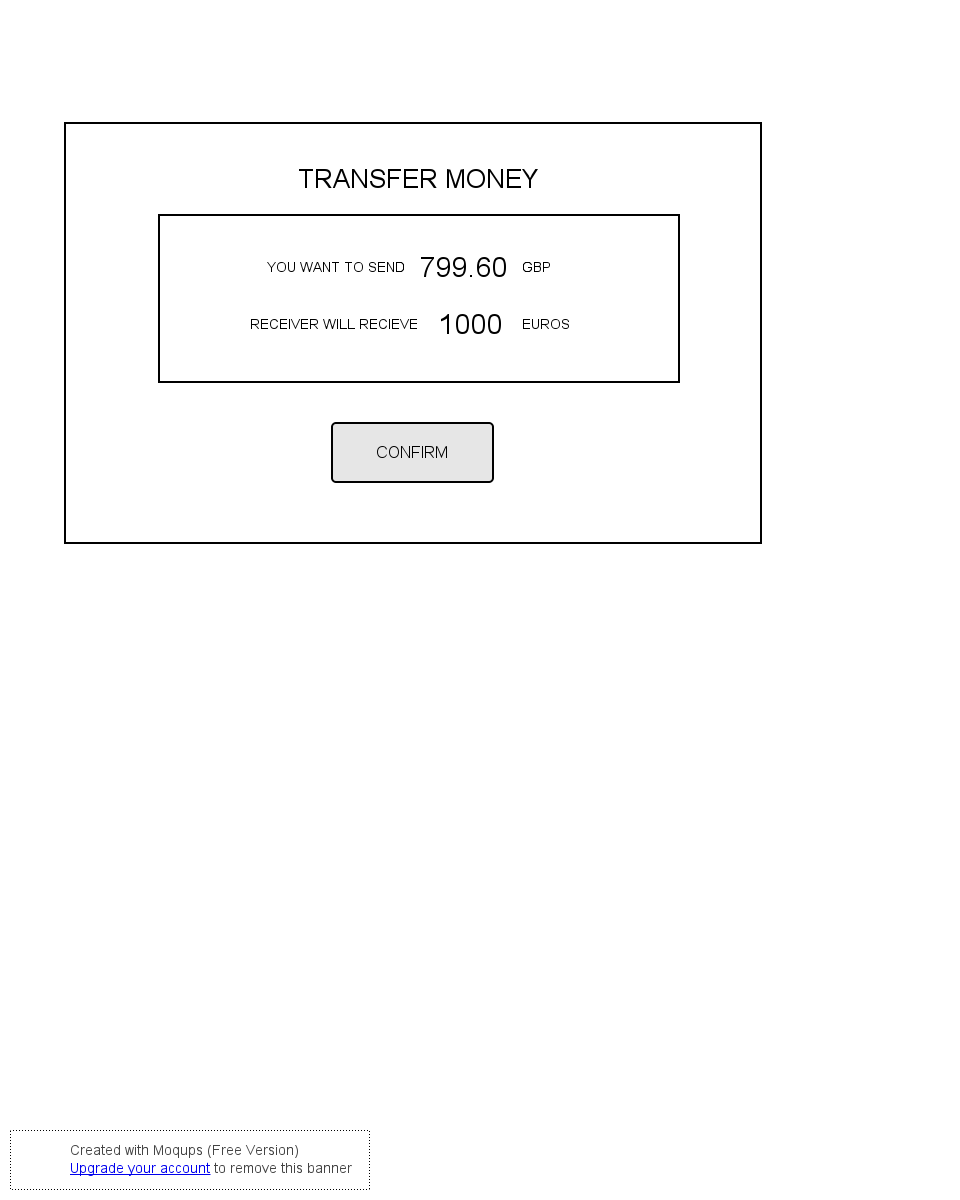 TRANSFER MONEY
YOU WANT TO SEND 799.60 GBP
RECEIVER WILL RECIEVE 1000 EUROS
CONFIRM
Created with Moqups (Free Version)
Upgrade your account to remove this banner